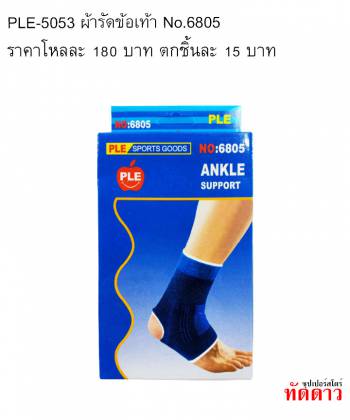 PLE-5053 ผ้ารัดข้อเท้า No.6805
ราคาโหลละ 180 บาท ตกชิ้นละ 15 บาท
NO:6805 PLE
PLE SPORTS GOODS NO:6805
PLE
ANKLE
SUPPORT
ซุปเปอร์สโตร์
ทัดดาว